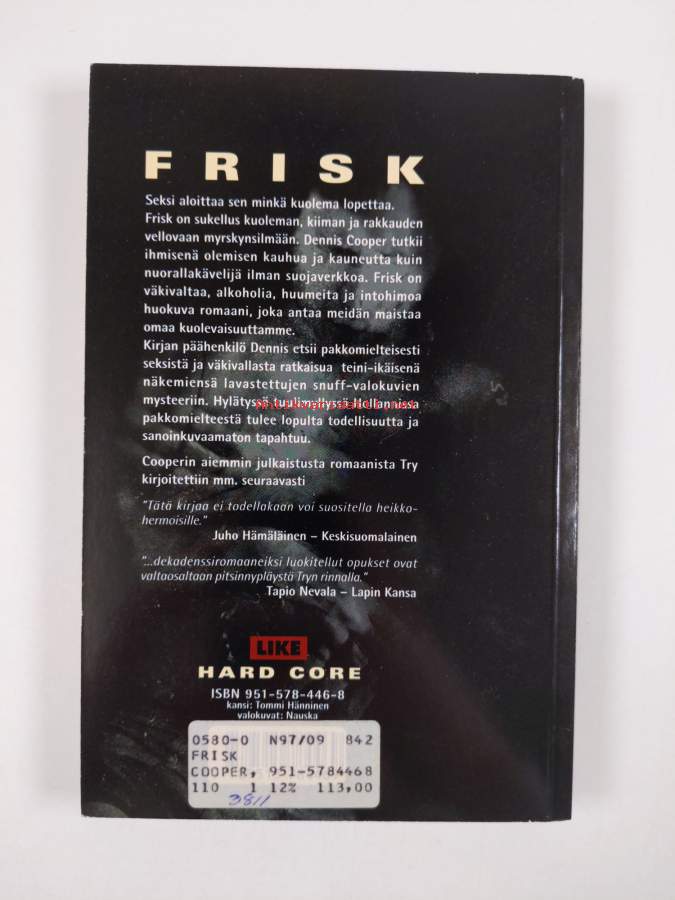 FRISK
Seksi aloittaa sen minkä kuolema lopettaa.
Frisk on sukellus kuoleman, kiiman ja rakkauden
vellovaan myrskynsilmään. Dennis Cooper tutkii
ihmisenä olemisen kauhua ja kauneutta kuin
nuorallakävelijä ilman suojaverkkoa. Frisk on
väkivaltaa, alkoholia, huumeita ja intohimoa
huokuva romaani, joka antaa meidän maistaa
omaa kuolevaisuuttamme.
Kirjan päähenkilö Dennis etsii pakkomielteisesti
seksistä ja väkivallasta ratkaisua teini-ikäisenä
näkemiensä lavastettujen snuff-valokuvien
mysteeriin. Hylätyssä tuulimyllyssä Hollannissa
pakkomielteestä tulee lopulta todellisuutta ja
sanoinkuvaamaton tapahtuu.
Cooperin aiemmin julkaistusta romaanista Try
kirjoitettiin mm. seuraavasti
"Tätä kirjaa ei todellakaan voi suositella heikko-
hermoisille."
Juho Hämäläinen – Keskisuomalainen
"...dekadenssiromaaneiksi luokitellut opukset ovat
valtaosaltaan pitsinnypläystä Tryn rinnalla."
Tapio Nevala – Lapin Kansa
LIKE
HARD CORE
ISBN 951-578-446-8
kansi: Tommi Hänninen
valokuvat: Nauska
0580-0 N97/09 842
FRISK
COOPER, 951-5784468
110 1 12% 113,00
3811